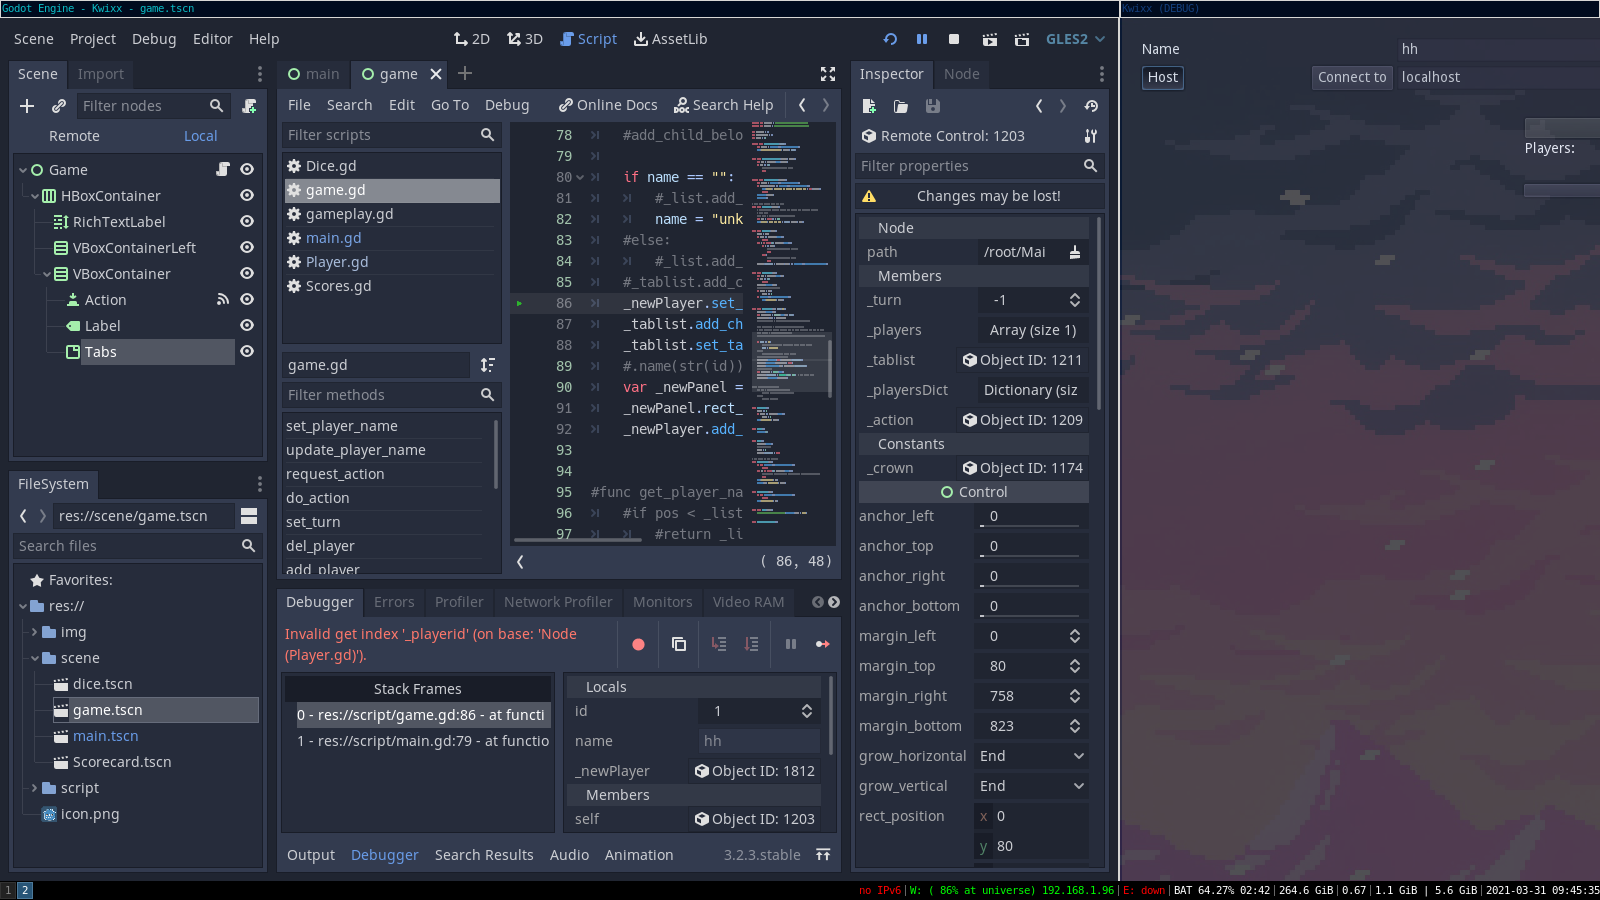 Godot Engine - Kwixx - game.tscn
Kwixx (DEBUG)
Scene Project Debug Editor Help
2D 3D Script AssetLib
GLES2
Scene Import
Filter nodes
Remote Local
Game
HBoxContainer
RichTextLabel
VBoxContainerLeft
VBoxContainer
Action
Label
Tabs
FileSystem
res://scene/game.tscn
Search files
Favorites:
res://
img
scene
dice.tscn
game.tscn
main.tscn
Scorecard.tscn
script
icon.png
main game
File Search Edit Go To Debug Online Docs Search Help
Filter scripts
Dice.gd
game.gd
gameplay.gd
main.gd
Player.gd
Scores.gd
game.gd
Filter methods
set_player_name
update_player_name
request_action
do_action
set_turn
del_player
add_player
78 #add_child_belo
79
80 if name == "":
81 #_list.add_
82 name = "unk
83 #else:
84 #_list.add_
85 #_tablist.add_c
86 _newPlayer.set_
87 _tablist.add_ch
88 _tablist.set_ta
89 #.name(str(id))
90 var _newPanel =
91 _newPanel.rect_
92 _newPlayer.add_
93
94
95 #func get_player_na
96 #if pos < _list
97 #return _li
( 86, 48)
Debugger Errors Profiler Network Profiler Monitors Video RAM
Invalid get index '_playerid' (on base: 'Node
(Player.gd)').
Stack Frames
0 - res://script/game.gd:86 - at functi
1 - res://script/main.gd:79 - at functio
Locals
id 1
name hh
_newPlayer Object ID: 1812
Members
self Object ID: 1203
Output Debugger Search Results Audio Animation 3.2.3.stable
Inspector Node
Remote Control: 1203
Filter properties
Changes may be lost!
Node
path /root/Mai
Members
_turn -1
_players Array (size 1)
_tablist Object ID: 1211
_playersDict Dictionary (siz
_action Object ID: 1209
Constants
_crown Object ID: 1174
Control
anchor_left 0
anchor_top 0
anchor_right 0
anchor_bottom 0
margin_left 0
margin_top 80
margin_right 758
margin_bottom 823
grow_horizontal End
grow_vertical End
rect_position x 0
y 80
Name hh
Host Connect to localhost
Players:
1 2
no IPv6|W: ( 86% at universe) 192.168.1.96|E: down|BAT 64.27% 02:42|264.6 GiB|0.67|1.1 GiB | 5.6 GiB|2021-03-31 09:45:35